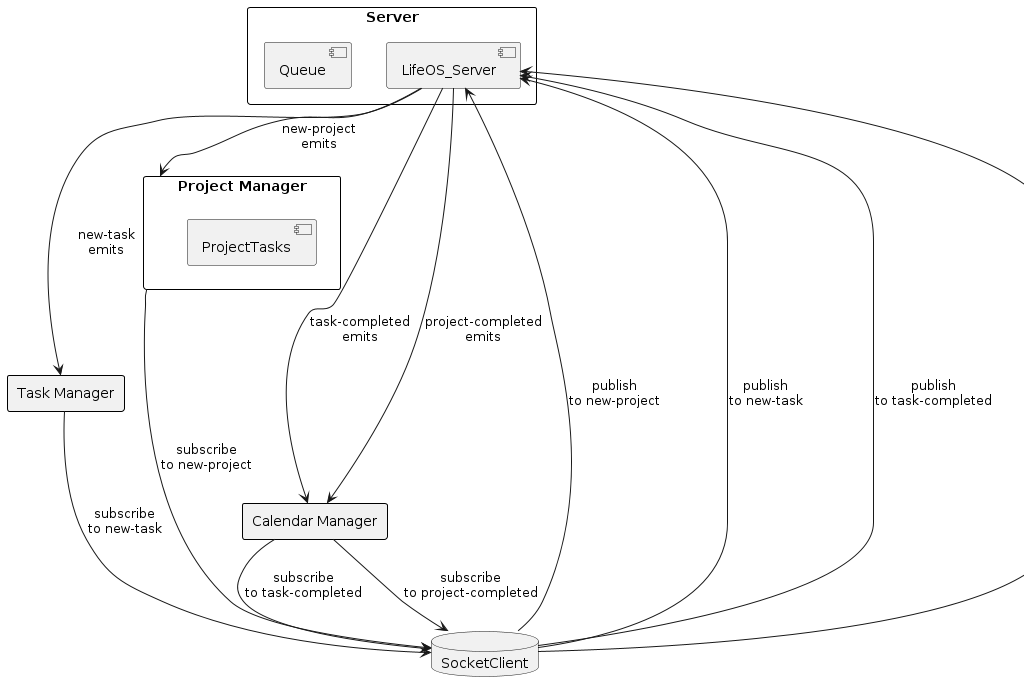 Server
Queue
LifeOS_Server
new-project
emits
Project Manager
ProjectTasks
new-task
emits
task-completed
emits
project-completed
emits
Task Manager
publish
to new-project
publish
to new-task
publish
to task-completed
subscribe
to new-project
subscribe
to new-task
Calendar Manager
subscribe
to task-completed
subscribe
to project-completed
SocketClient